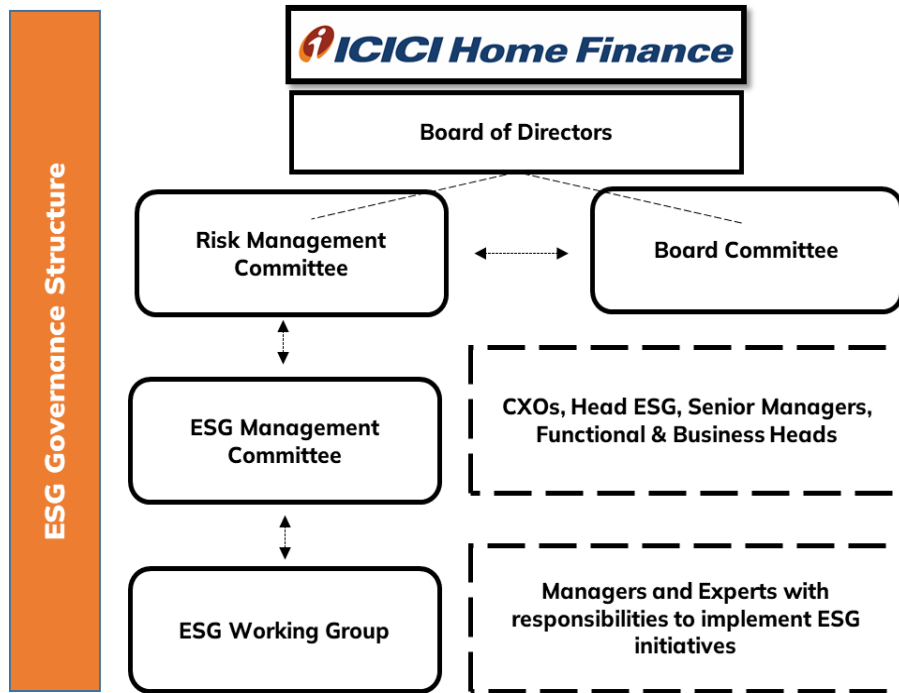 ICICI Home Finance
Board of Directors
ESG Governance Structure
Risk Management
Committee
Board Committee
ESG Management
Committee
CXOs, Head ESG, Senior Managers,
Functional & Business Heads
ESG Working Group
Managers and Experts with
responsibilities to implement ESG
initiatives